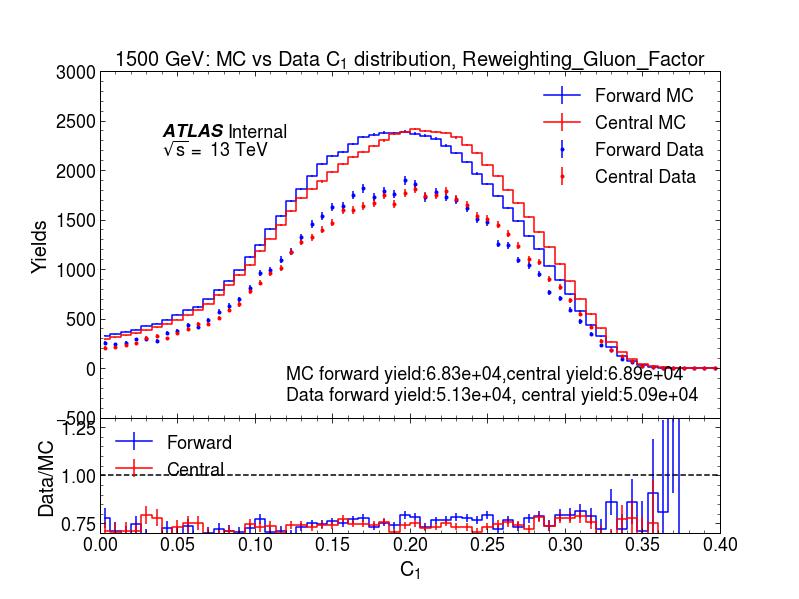 1500 GeV: MC vs Data C₁ distribution, Reweighting_Gluon_Factor
3000
2500
2000
1500
1000
500
0
−500
Yields
ATLAS Internal
√s = 13 TeV
Forward MC
Central MC
Forward Data
Central Data
MC forward yield:6.83e+04,central yield:6.89e+04
Data forward yield:5.13e+04, central yield:5.09e+04
1.25
1.00
0.75
Data/MC
Forward
Central
0.00 0.05 0.10 0.15 0.20 0.25 0.30 0.35 0.40
C₁